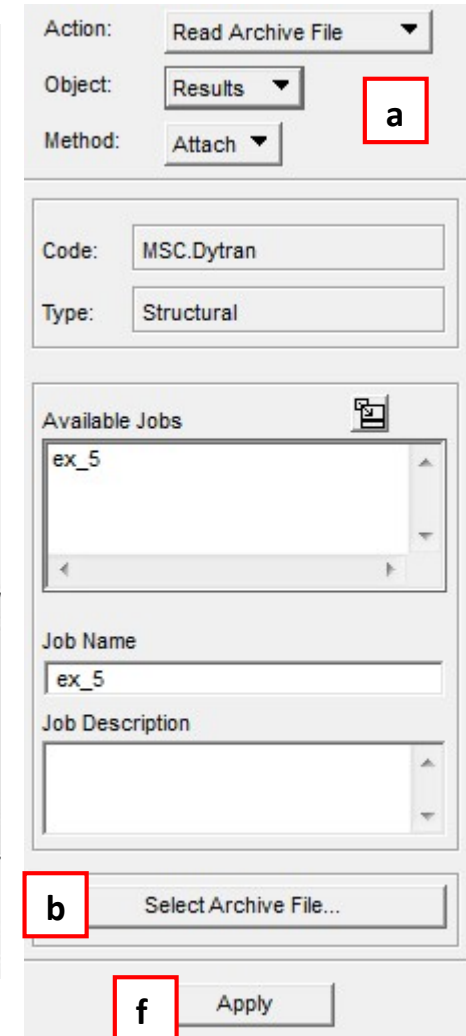 Action: Read Archive File
Object: Results
a
Method: Attach
Code: MSC.Dytran
Type: Structural
Available Jobs
ex_5
Job Name
ex_5
Job Description
b Select Archive File...
f Apply